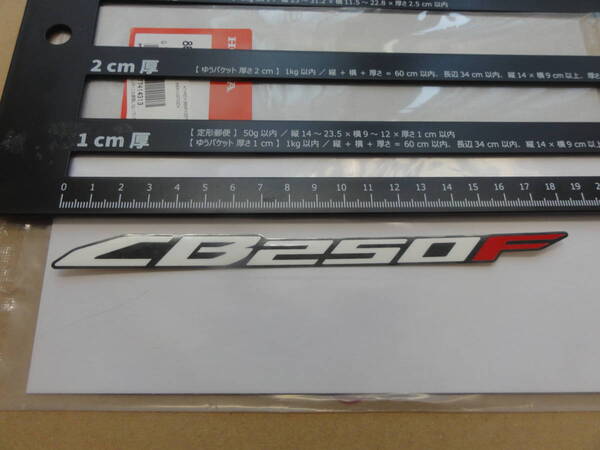 2 cm 厚
【 ゆうパケット 厚さ 2 cm 】 1kg 以内 ／ 縦 ＋ 横 ＋ 厚さ ＝ 60 cm 以内、長辺 34 cm 以内、縦 14 × 横 9 cm 以上、厚さ
1 cm 厚
【 定形郵便 】 50g 以内 ／ 縦 14 ～ 23.5 × 横 9 ～ 12 × 厚さ 1 cm 以内
【 ゆうパケット 厚さ 1 cm 】 1kg 以内 ／ 縦 ＋ 横 ＋ 厚さ ＝ 60 cm 以内、長辺 34 cm 以内、縦 14 × 横 9 cm
0 1 2 3 4 5 6 7 8 9 10 11 12 13 14 15 16 17 18 19
CB250F